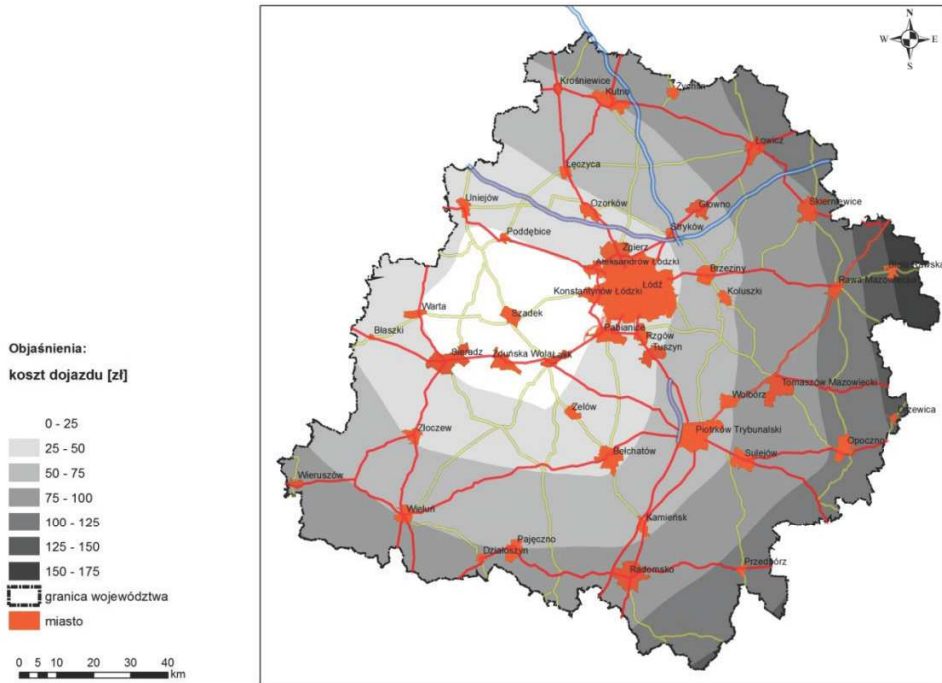 N
W E
S
Krośniewice
Kutno
Żychlin
Łowicz
Łęczyca
Uniejów
Ozorków
Głowno
Skierniewice
Stryków
Poddębice
Zgierz
Aleksandrów Łódzki
Brzeziny
Rawa Mazowiecka
Konstantynów Łódzki
Łódź
Koluszki
Warta
Szadek
Pabianice
Rzgów
Błaszki
Tuszyn
Sieradz
Zduńska Wola
Łask
Tomaszów Mazowiecki
Wolbórz
Zelów
Drzewica
Złoczew
Piotrków Trybunalski
Opoczno
Bełchatów
Sulejów
Wieruszów
Wieluń
Kamieńsk
Pajęczno
Działoszyn
Radomsko
Przedbórz
Objaśnienia:
koszt dojazdu [zł]
0 - 25
25 - 50
50 - 75
75 - 100
100 - 125
125 - 150
150 - 175
granica województwa
miasto
0 5 10 20 30 40
km